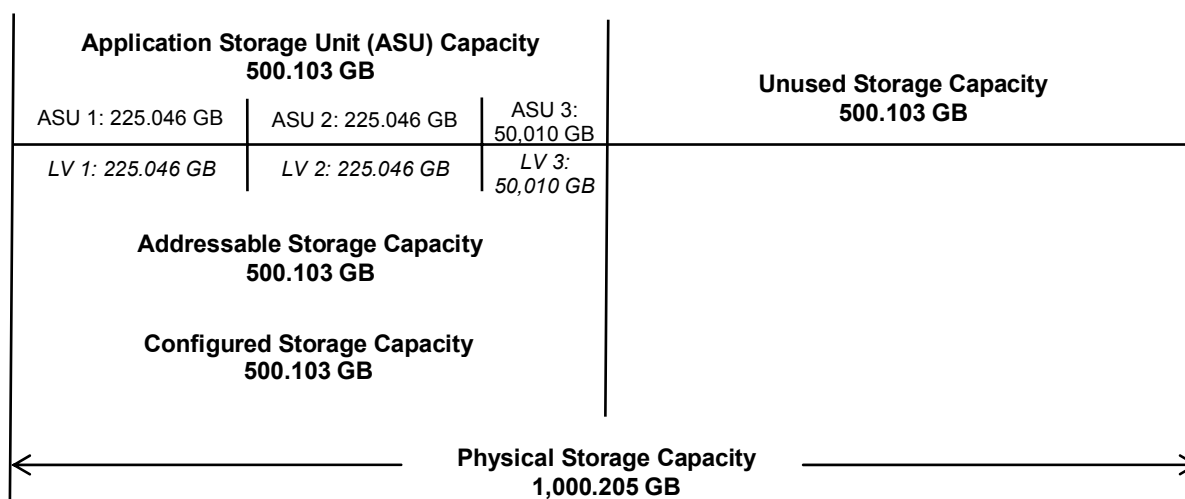 Application Storage Unit (ASU) Capacity
500.103 GB
ASU 1: 225.046 GB
ASU 2: 225.046 GB
ASU 3:
50,010 GB
Unused Storage Capacity
500.103 GB
LV 1: 225.046 GB
LV 2: 225.046 GB
LV 3:
50,010 GB
Addressable Storage Capacity
500.103 GB
Configured Storage Capacity
500.103 GB
Physical Storage Capacity
1,000.205 GB